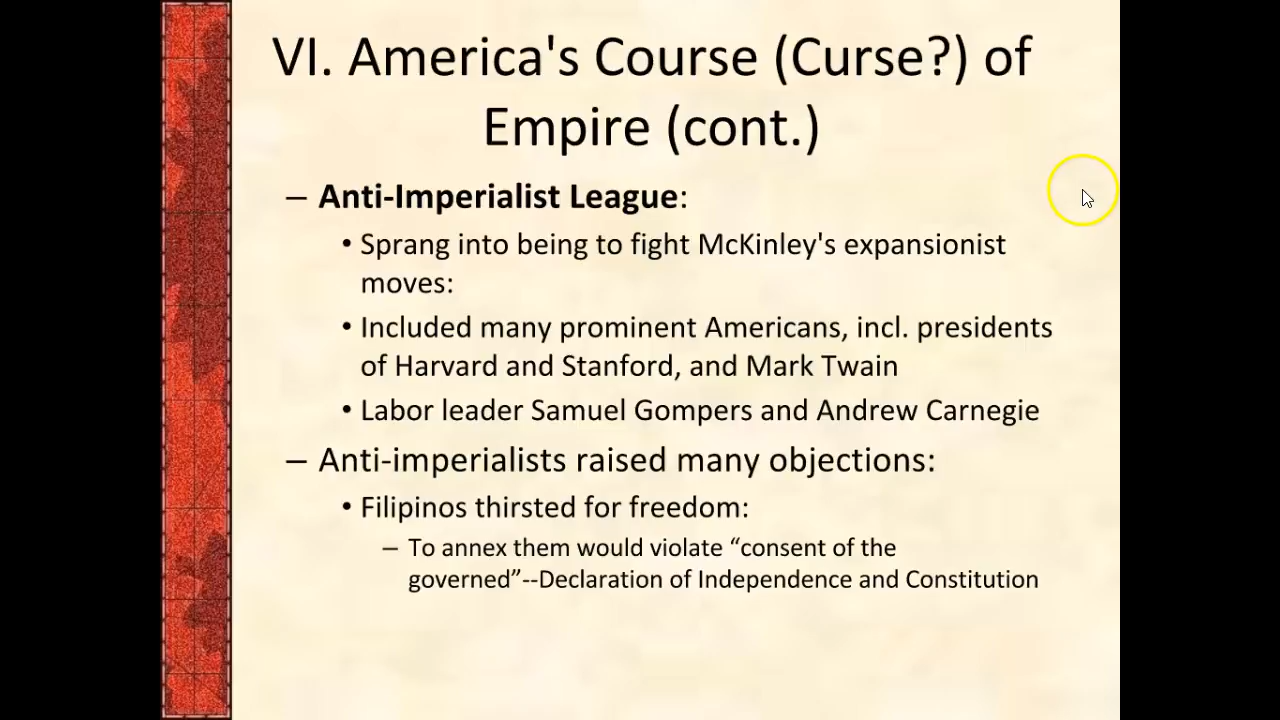 VI. America's Course (Curse?) of
Empire (cont.)
– Anti-Imperialist League:
• Sprang into being to fight McKinley's expansionist
moves:
• Included many prominent Americans, incl. presidents
of Harvard and Stanford, and Mark Twain
• Labor leader Samuel Gompers and Andrew Carnegie
– Anti-imperialists raised many objections:
• Filipinos thirsted for freedom:
– To annex them would violate “consent of the
governed”--Declaration of Independence and Constitution